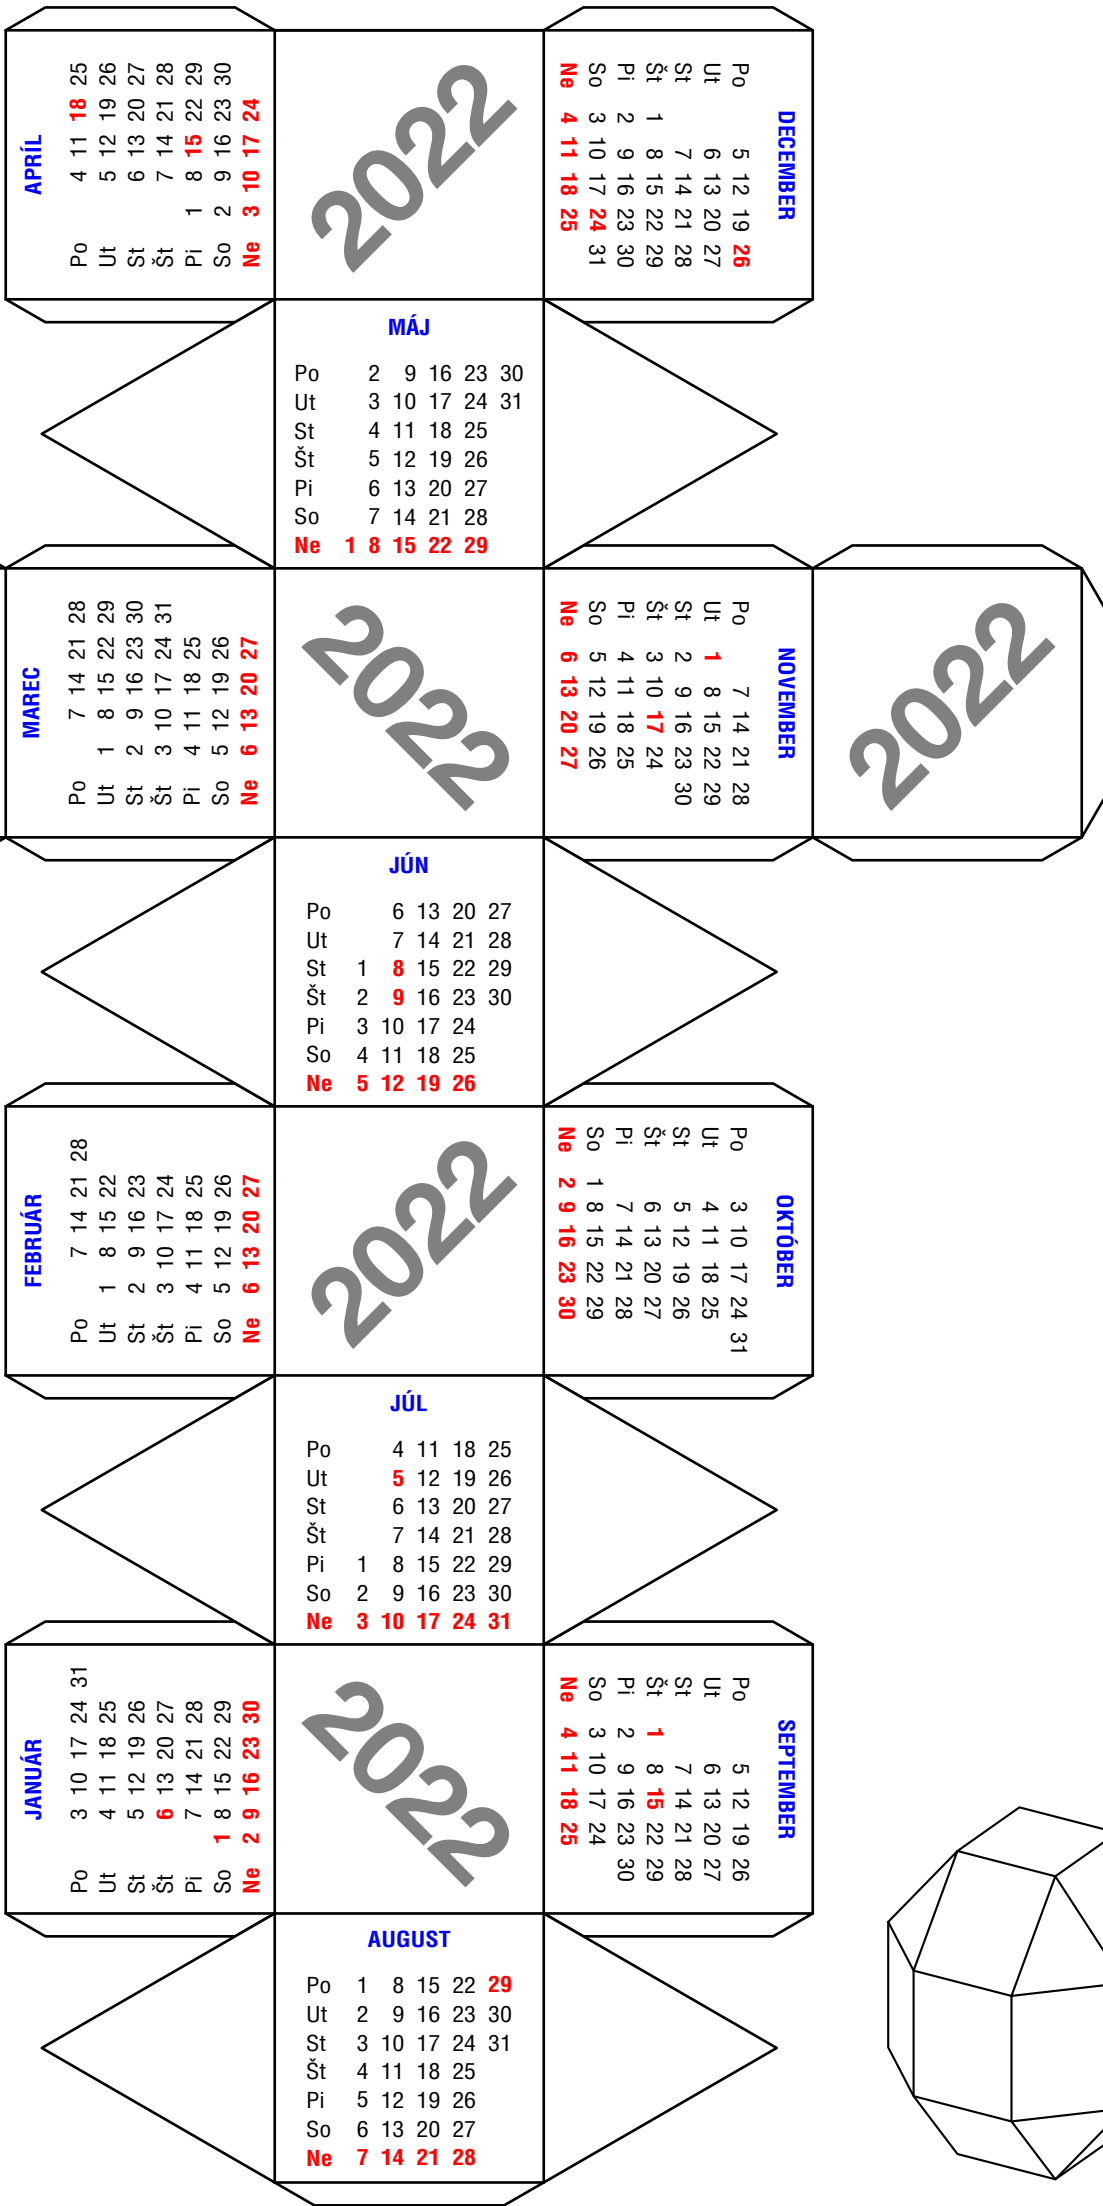 APRÍL
Po 4 11 18 25
Ut 5 12 19 26
St 6 13 20 27
Št 7 14 21 28
Pi 1 8 15 22 29
So 2 9 16 23 30
Ne 3 10 17 24
2022
DECEMBER
Po 5 12 19 26
Ut 6 13 20 27
St 7 14 21 28
Št 1 8 15 22 29
Pi 2 9 16 23 30
So 3 10 17 24 31
Ne 4 11 18 25
MÁJ
Po 2 9 16 23 30
Ut 3 10 17 24 31
St 4 11 18 25
Št 5 12 19 26
Pi 6 13 20 27
So 7 14 21 28
Ne 1 8 15 22 29
MAREC
Po 7 14 21 28
Ut 1 8 15 22 29
St 2 9 16 23 30
Št 3 10 17 24 31
Pi 4 11 18 25
So 5 12 19 26
Ne 6 13 20 27
2022
NOVEMBER
Po 7 14 21 28
Ut 1 8 15 22 29
St 2 9 16 23 30
Št 3 10 17 24
Pi 4 11 18 25
So 5 12 19 26
Ne 6 13 20 27
2022
JÚN
Po 6 13 20 27
Ut 7 14 21 28
St 1 8 15 22 29
Št 2 9 16 23 30
Pi 3 10 17 24
So 4 11 18 25
Ne 5 12 19 26
FEBRUÁR
Po 7 14 21 28
Ut 1 8 15 22
St 2 9 16 23
Št 3 10 17 24
Pi 4 11 18 25
So 5 12 19 26
Ne 6 13 20 27
2022
OKTÓBER
Po 3 10 17 24 31
Ut 4 11 18 25
St 5 12 19 26
Št 6 13 20 27
Pi 7 14 21 28
So 1 8 15 22 29
Ne 2 9 16 23 30
JÚL
Po 4 11 18 25
Ut 5 12 19 26
St 6 13 20 27
Št 7 14 21 28
Pi 1 8 15 22 29
So 2 9 16 23 30
Ne 3 10 17 24 31
JANUÁR
Po 3 10 17 24 31
Ut 4 11 18 25
St 5 12 19 26
Št 6 13 20 27
Pi 7 14 21 28
So 1 8 15 22 29
Ne 2 9 16 23 30
2022
SEPTEMBER
Po 5 12 19 26
Ut 6 13 20 27
St 7 14 21 28
Št 1 8 15 22 29
Pi 2 9 16 23 30
So 3 10 17 24
Ne 4 11 18 25
AUGUST
Po 1 8 15 22 29
Ut 2 9 16 23 30
St 3 10 17 24 31
Št 4 11 18 25
Pi 5 12 19 26
So 6 13 20 27
Ne 7 14 21 28